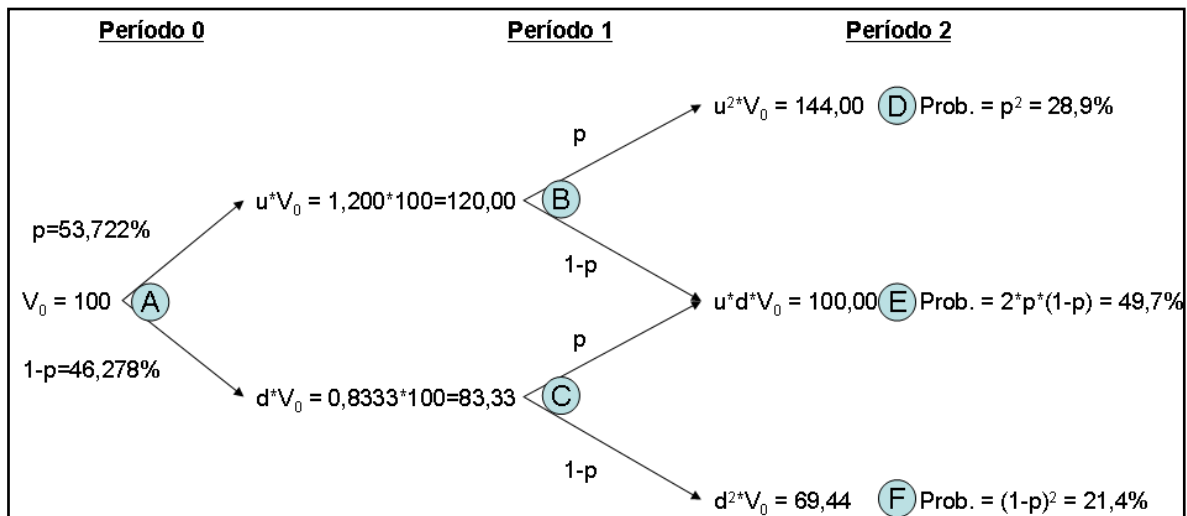 Período 0 Período 1 Período 2
u²*V₀ = 144,00 D Prob. = p² = 28,9%
p
u*V₀ = 1,200*100=120,00 B
p=53,722%
1-p
V₀ = 100 A u*d*V₀ = 100,00 E Prob. = 2*p*(1-p) = 49,7%
p
1-p=46,278%
d*V₀ = 0,8333*100=83,33 C
1-p
d²*V₀ = 69,44 F Prob. = (1-p)² = 21,4%